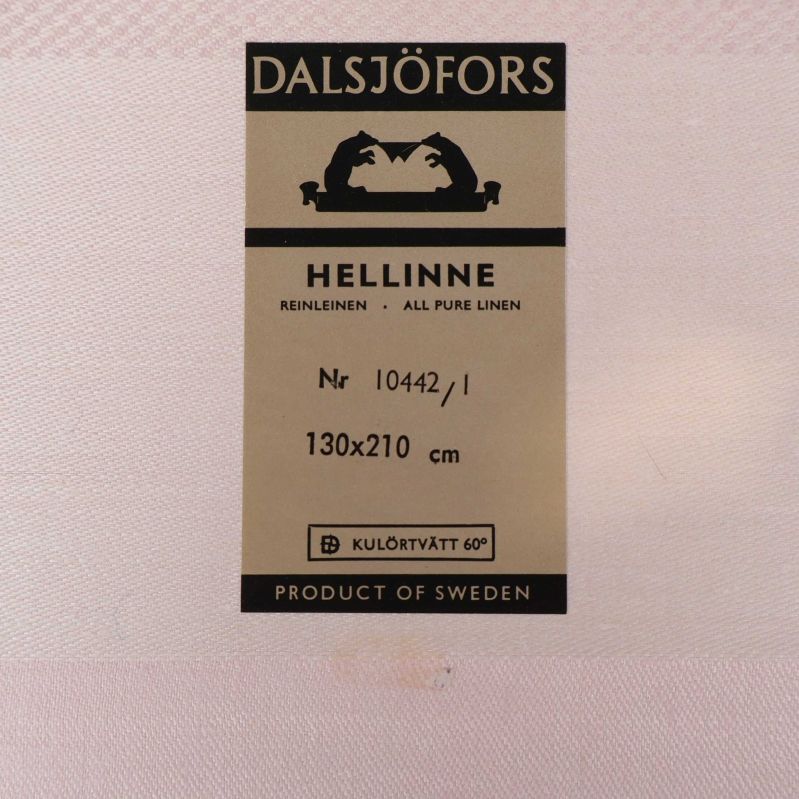 DALSJÖFORS
HELLINNE
REINLEINEN · ALL PURE LINEN
Nr 10442/1
130x210 cm
KULÖRTVÄTT 60°
PRODUCT OF SWEDEN